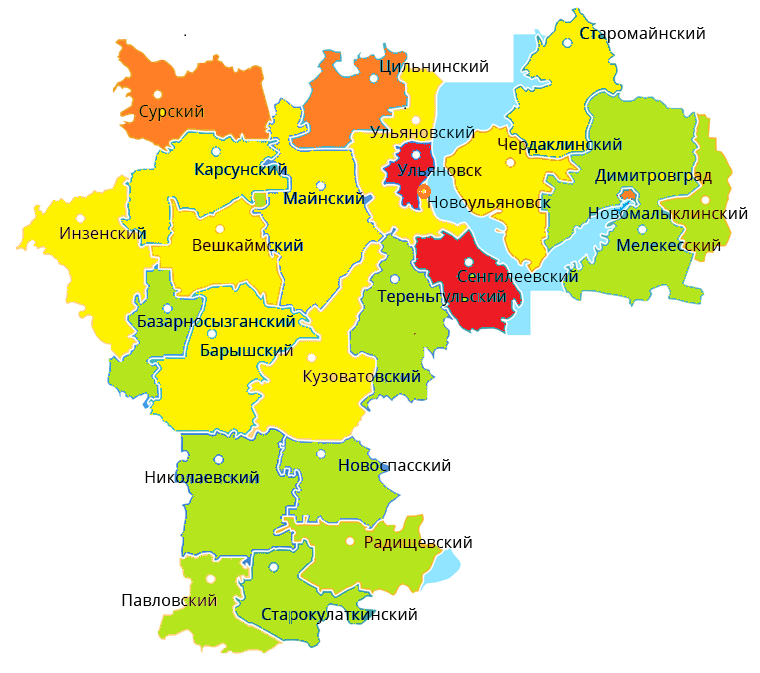 Старомайнский
Цильнинский
Сурский
Ульяновский
Чердаклинский
Карсунский
Ульяновск
Димитровград
Майнский
Новоульяновск
Новомалыклинский
Инзенский
Вешкаймский
Мелекесский
Сенгилеевский
Тереньгульский
Базарносызганский
Барышский
Кузоватовский
Новоспасский
Николаевский
Радищевский
Павловский
Старокулаткинский